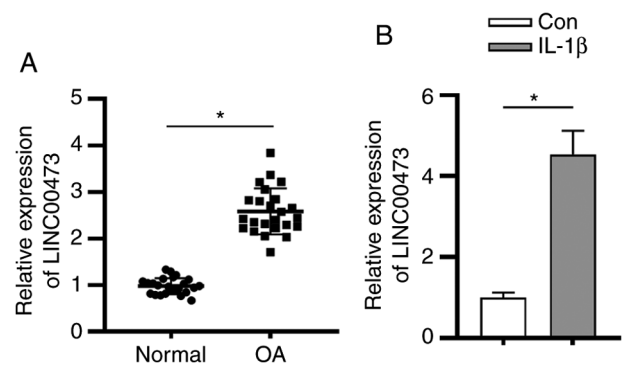 A
Relative expression
of LINC00473
5
4
3
2
1
0
*
Normal OA
B
Con
IL-1β
Relative expression
of LINC00473
6
4
2
0
*